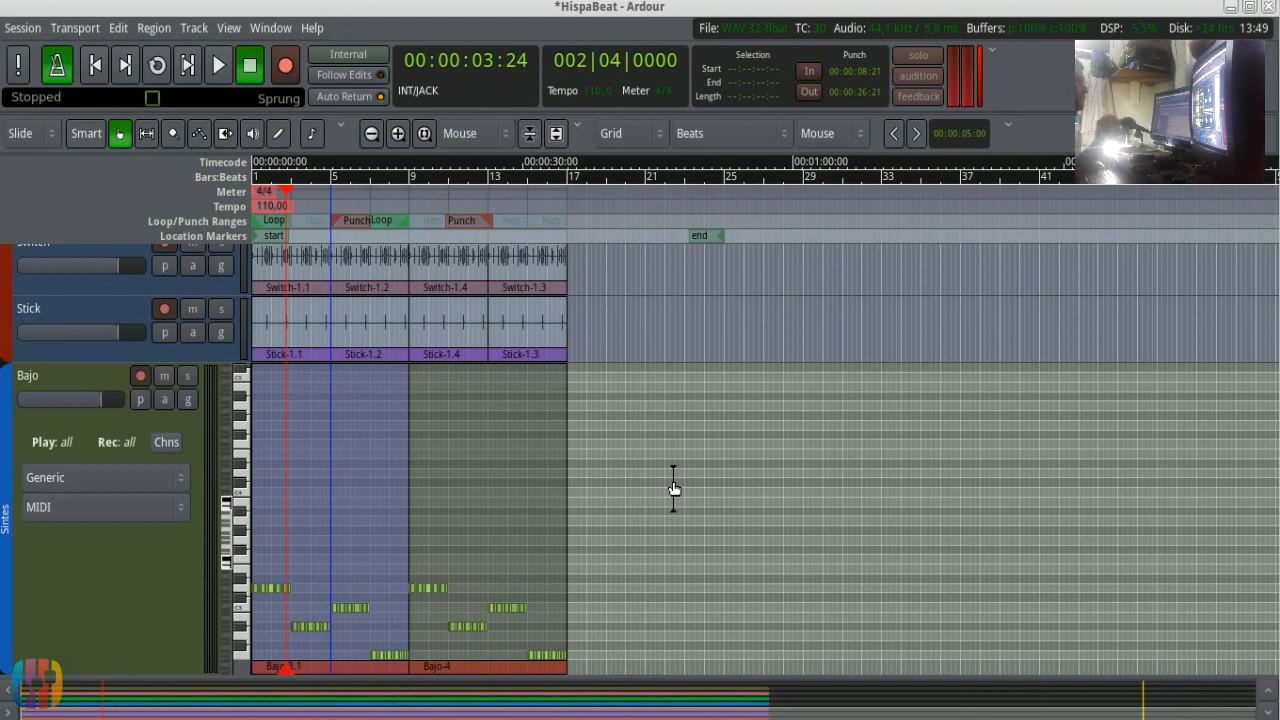 *HispaBeat - Ardour
Session Transport Edit Region Track View Window Help
File: WAV 32-float TC: 30 Audio: 44,1 kHz / 5,8 ms Buffers: p:100% c:100% DSP: 5,3% Disk: >24 hrs 13:49
Internal
Follow Edits
Auto Return
Stopped Sprung
00:00:03:24
INT/JACK
002|04|0000
Tempo 110,0 Meter 4/4
Selection Punch
Start --:--:--:-- In 00:00:08:21
End --:--:--:-- Out 00:00:26:21
Length --:--:--:--
solo
audition
feedback
Slide Smart Mouse Grid Beats Mouse 00:00:05:00
Timecode 00:00:00:00 00:00:30:00 00:01:00:00
Bars:Beats 1 5 9 13 17 21 25 29 33 37 41
Meter 4/4
Tempo 110,00
Loop/Punch Ranges Loop Punch Loop Punch
Location Markers start end
Switch
p a g
Switch-1.1 Switch-1.2 Switch-1.4 Switch-1.3
Stick m s
p a g
Stick-1.1 Stick-1.2 Stick-1.4 Stick-1.3
Bajo m s
p a g
Play: all Rec: all Chns
Generic
MIDI
Sintes
C5
C4
C3
Bajo-3.1 Bajo-4